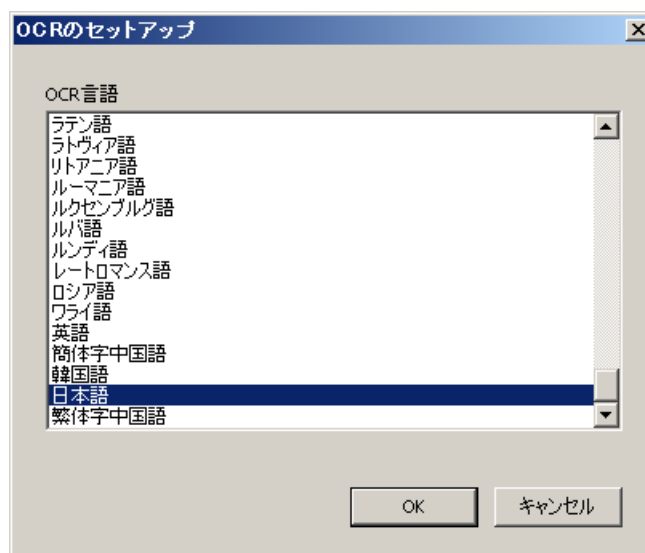 OCRのセットアップ
OCR言語
ラテン語
ラトヴィア語
リトアニア語
ルーマニア語
ルクセンブルグ語
ルバ語
ルンディ語
レートロマンス語
ロシア語
ワライ語
英語
簡体字中国語
韓国語
日本語
繁体字中国語
OK キャンセル